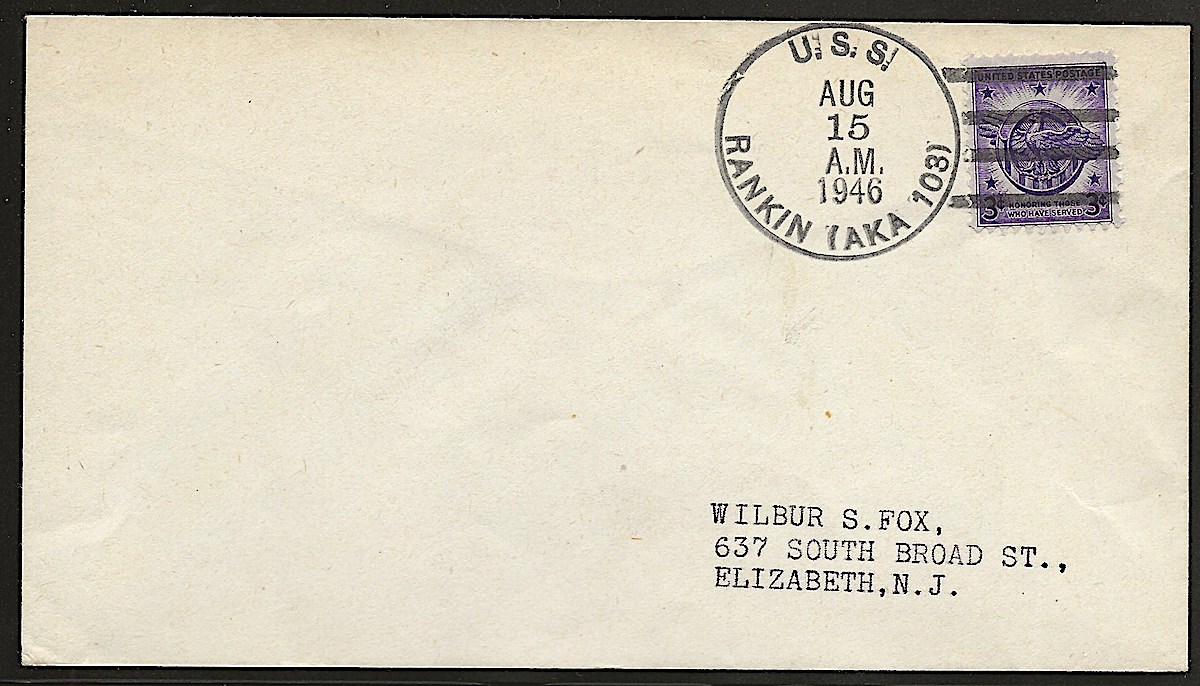 U.S.S.
AUG
15
A.M.
1946
RANKIN (AKA 103)
UNITED STATES POSTAGE
3¢ HONORING THOSE 3¢
WHO HAVE SERVED
WILBUR S.FOX,
637 SOUTH BROAD ST.,
ELIZABETH,N.J.